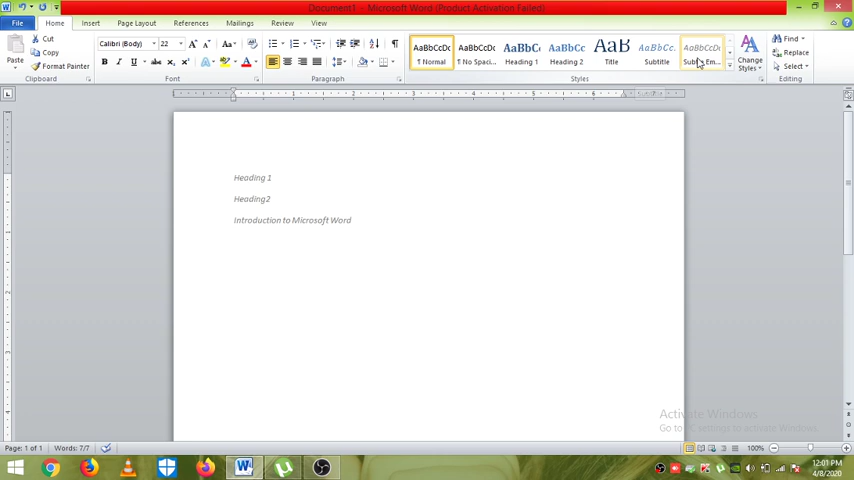 Document1 - Microsoft Word (Product Activation Failed)
File Home Insert Page Layout References Mailings Review View
Paste
Cut
Copy
Format Painter
Clipboard
Calibri (Body) 22
Font
Paragraph
AaBbCcDc AaBbCcDc AaBbC AaBbCc AaB AaBbCc. AaBbCcDc
¶ Normal ¶ No Spaci... Heading 1 Heading 2 Title Subtitle Subtle Em...
Change Styles
Styles
Find
Replace
Select
Editing
Heading 1
Heading2
Introduction to Microsoft Word
Activate Windows
Go to PC settings to activate Windows.
Page: 1 of 1 Words: 7/7 100%
12:01 PM
4/8/2020